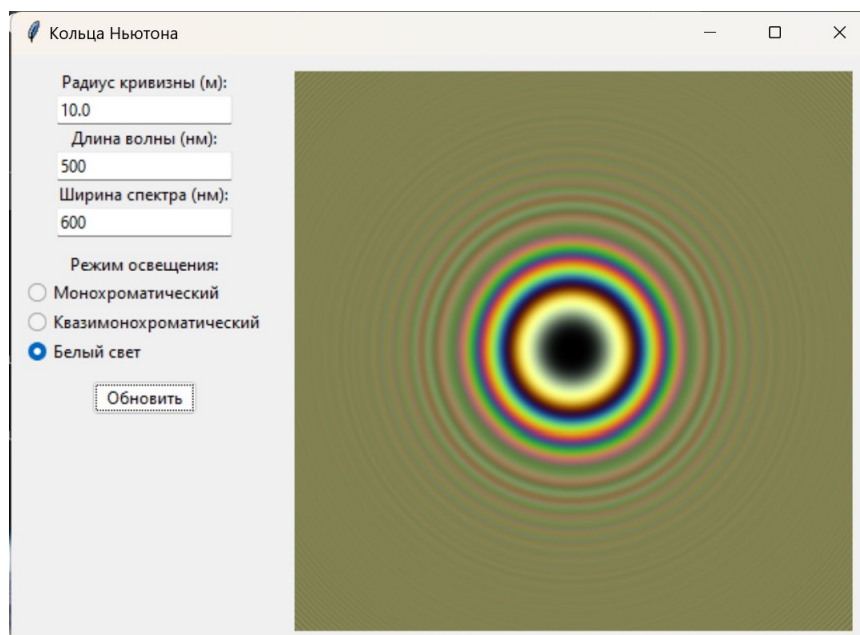 Кольца Ньютона
Радиус кривизны (м):
10.0
Длина волны (нм):
500
Ширина спектра (нм):
600
Режим освещения:
Монохроматический
Квазимонохроматический
Белый свет
Обновить